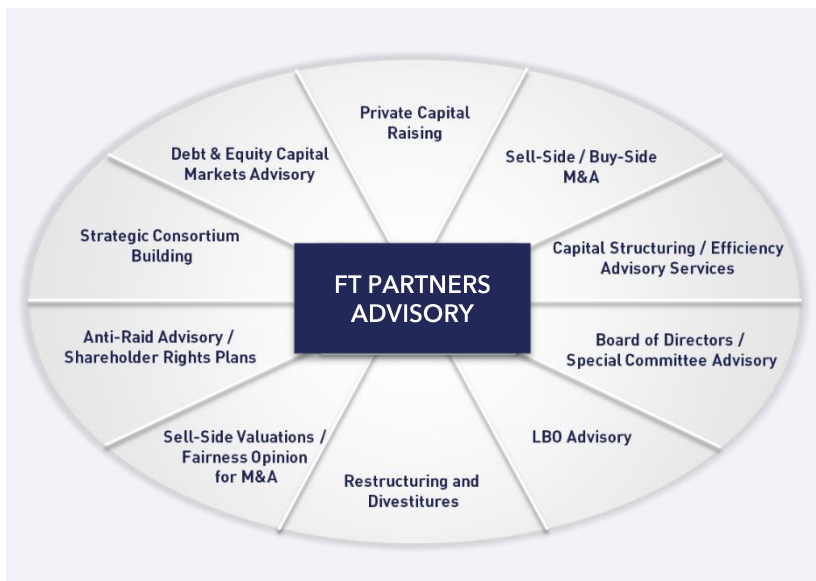 Private Capital
Raising
Debt & Equity Capital
Markets Advisory
Sell-Side / Buy-Side
M&A
Strategic Consortium
Building
Capital Structuring / Efficiency
Advisory Services
FT PARTNERS
ADVISORY
Anti-Raid Advisory /
Shareholder Rights Plans
Board of Directors /
Special Committee Advisory
Sell-Side Valuations /
Fairness Opinion
for M&A
LBO Advisory
Restructuring and
Divestitures